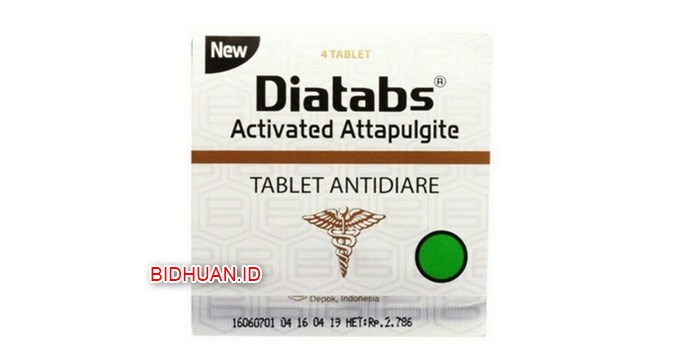 New
4 TABLET
Diatabs®
Activated Attapulgite
TABLET ANTIDIARE
BIDHUAN.ID
Depok, Indonesia
16060701 04 16 04 19 HET:Rp.2.786